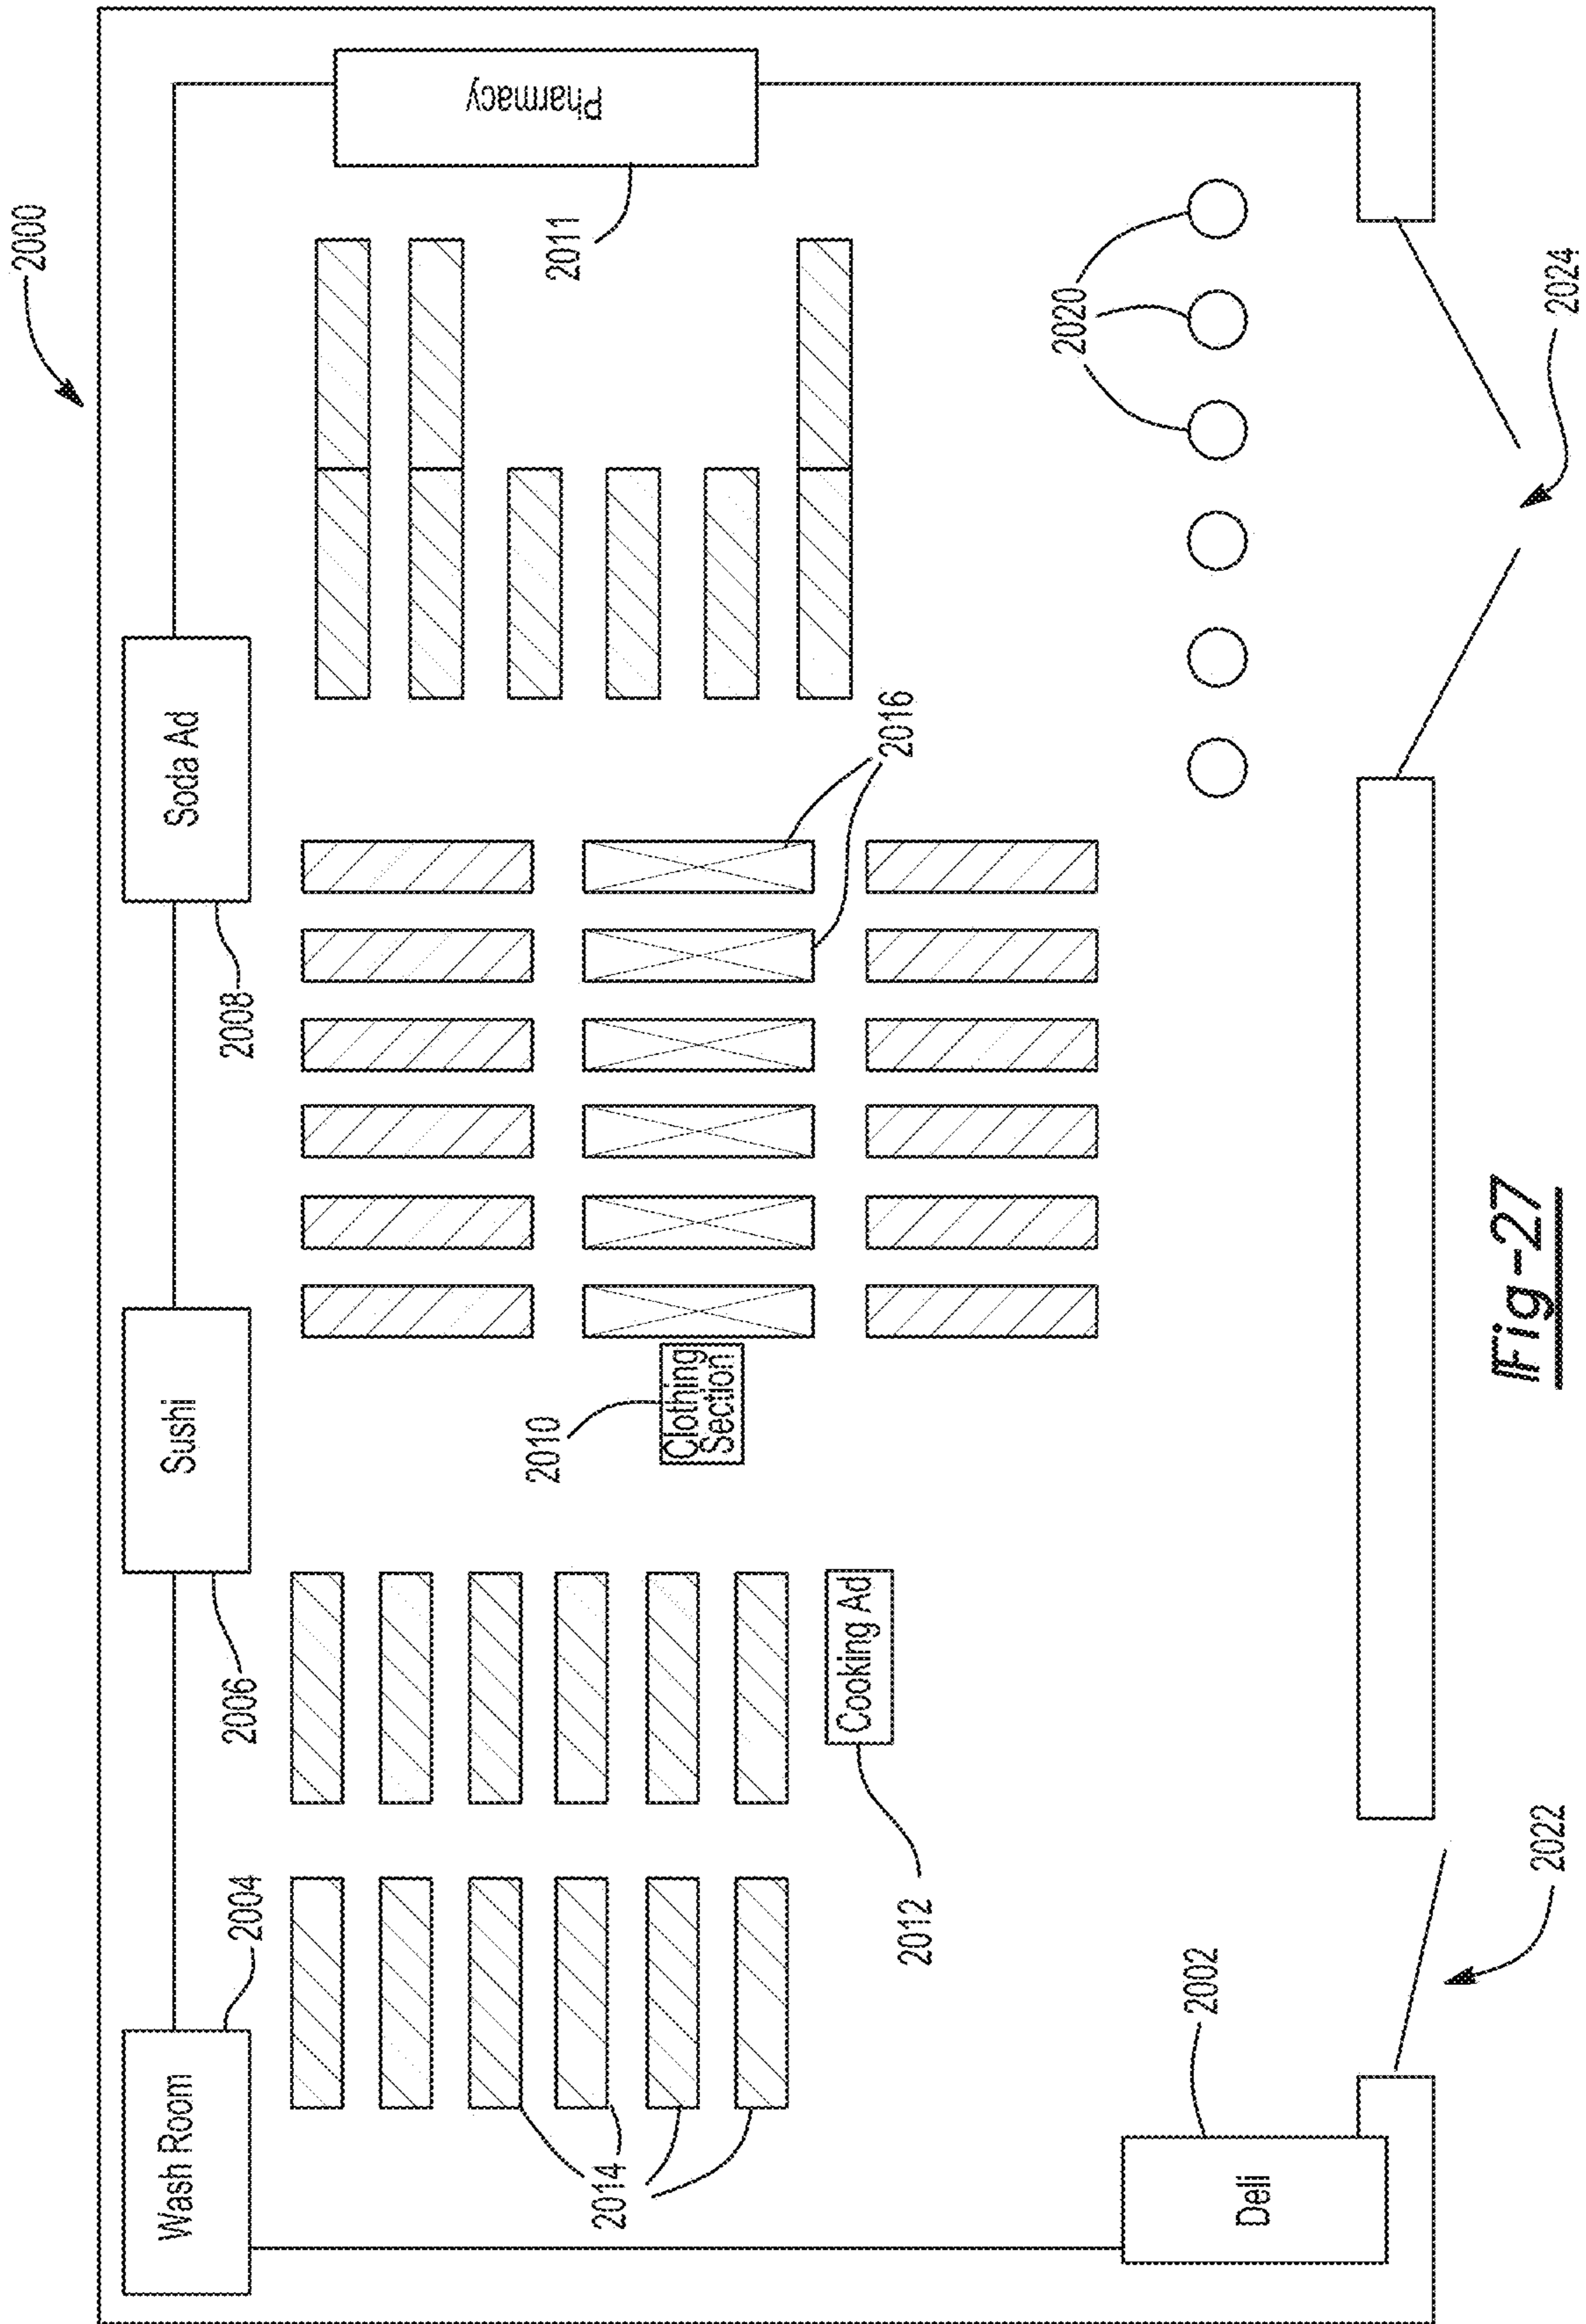 2000
Wash Room
2004
Sushi
2006
Soda Ad
2008
Pharmacy
2011
2010
Clothing
Section
2016
2014
Cooking Ad
2012
2020
Deli
2002
2022
2024
Fig-27